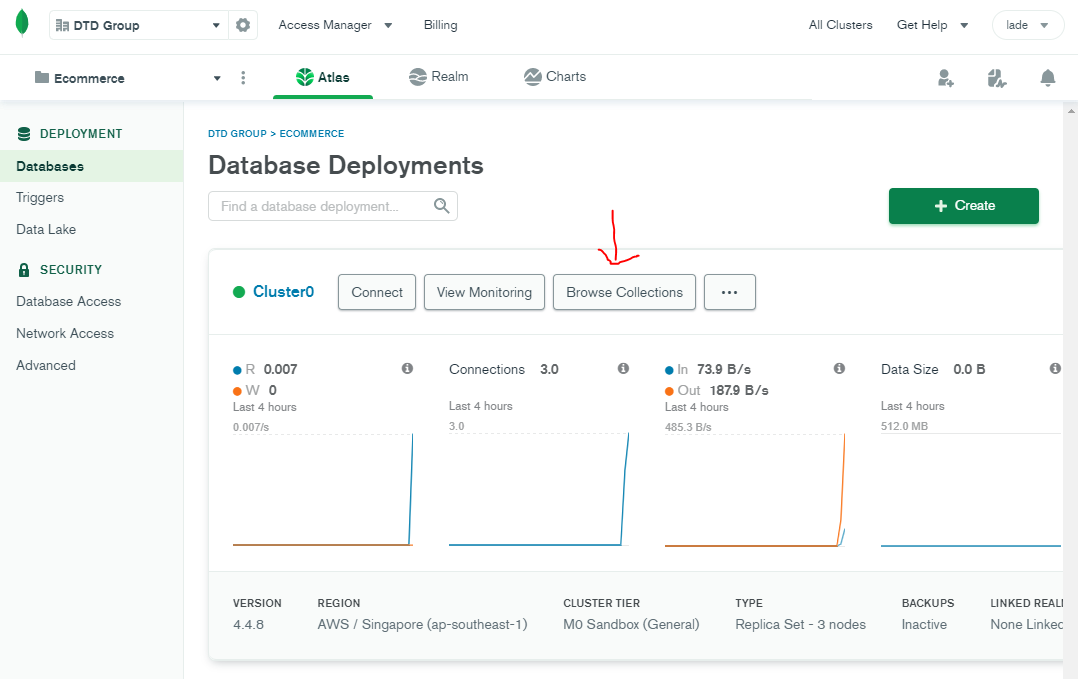 DTD Group
Access Manager
Billing
All Clusters
Get Help
lade
Ecommerce
Atlas
Realm
Charts
DEPLOYMENT
Databases
Triggers
Data Lake
SECURITY
Database Access
Network Access
Advanced
DTD GROUP > ECOMMERCE
Database Deployments
Find a database deployment...
+ Create
Cluster0
Connect
View Monitoring
Browse Collections
...
R 0.007
W 0
Last 4 hours
0.007/s
Connections 3.0
Last 4 hours
3.0
In 73.9 B/s
Out 187.9 B/s
Last 4 hours
485.3 B/s
Data Size 0.0 B
Last 4 hours
512.0 MB
VERSION
4.4.8
REGION
AWS / Singapore (ap-southeast-1)
CLUSTER TIER
M0 Sandbox (General)
TYPE
Replica Set - 3 nodes
BACKUPS
Inactive
LINKED REAL
None Linked